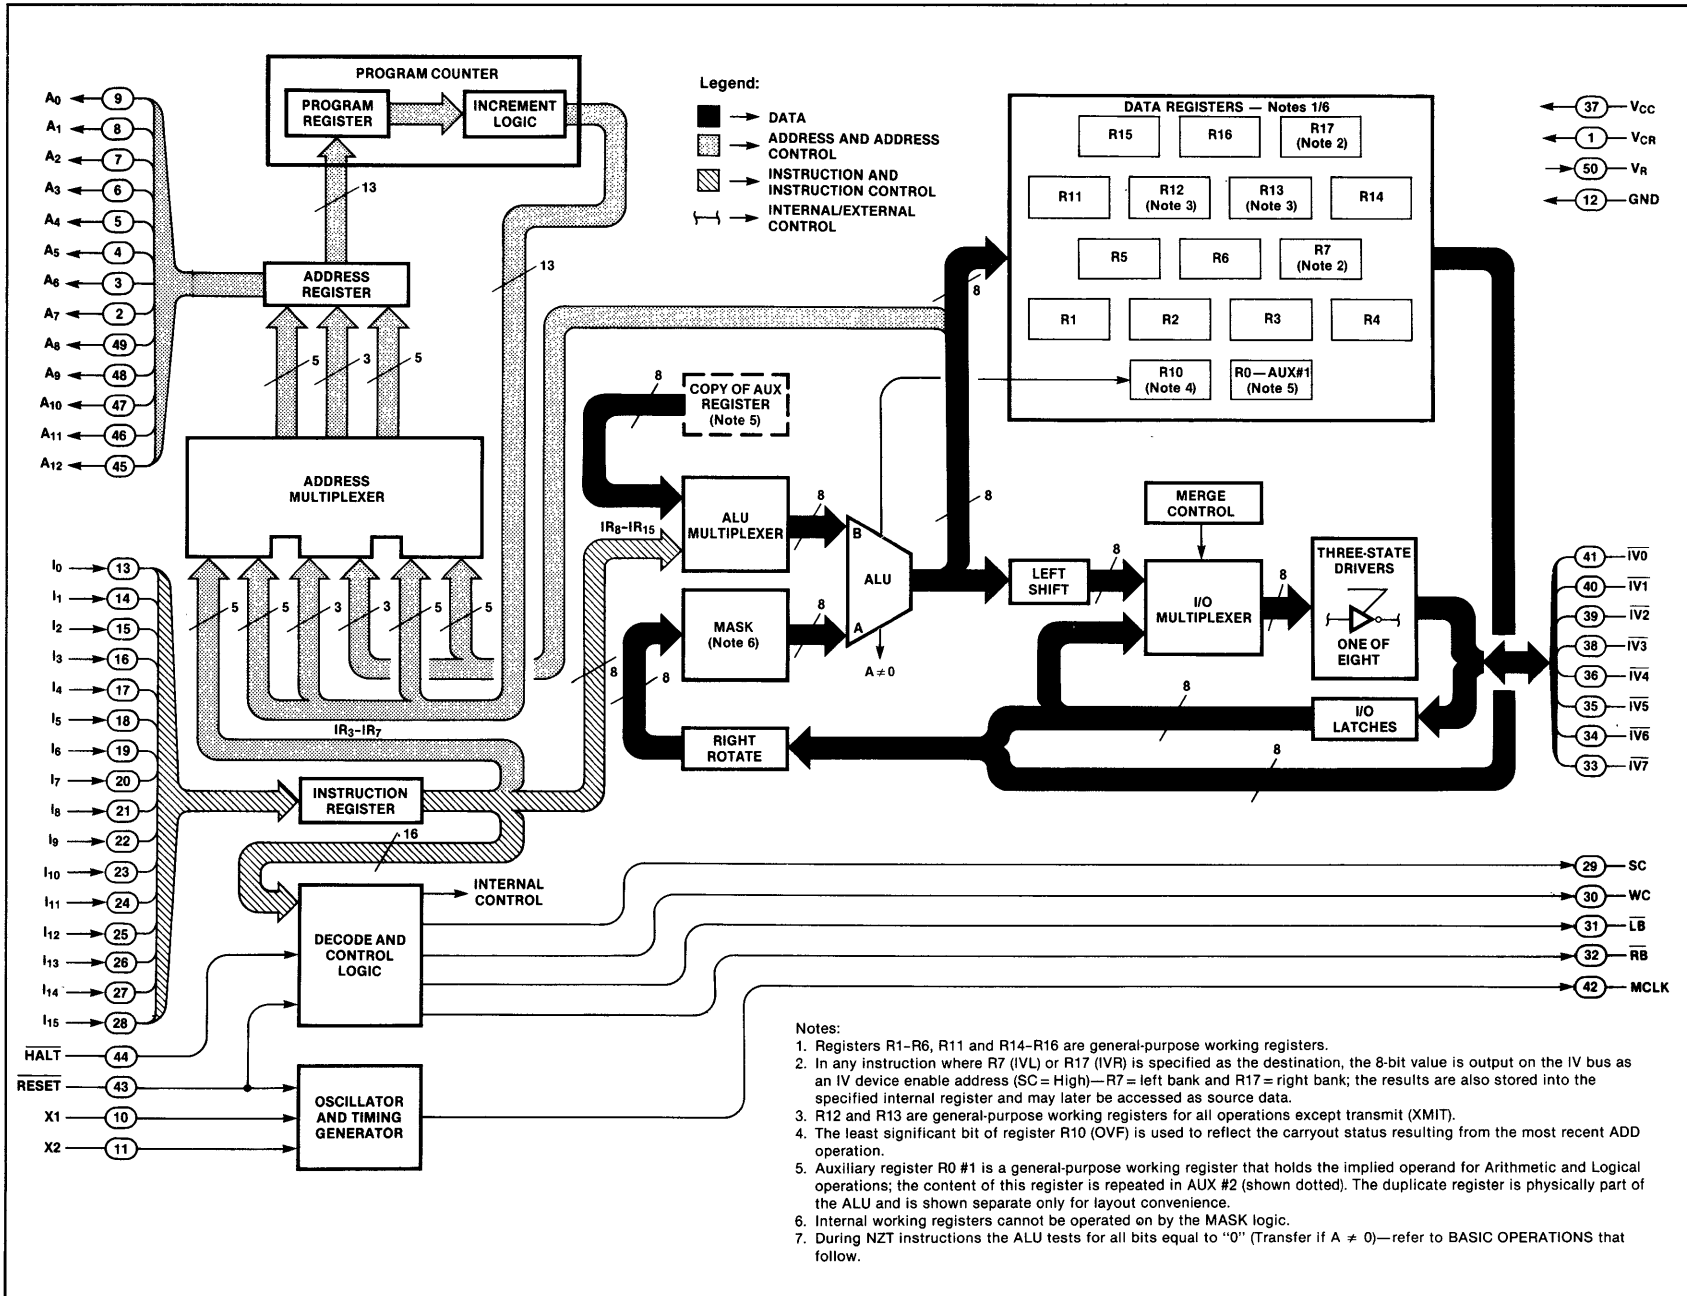 PROGRAM COUNTER
PROGRAM
REGISTER
INCREMENT
LOGIC
13
ADDRESS
REGISTER
5
3
5
ADDRESS
MULTIPLEXER
5
5
3
3
5
5
13
A0 9
A1 8
A2 7
A3 6
A4 5
A5 4
A6 3
A7 2
A8 49
A9 48
A10 47
A11 46
A12 45
I0 13
I1 14
I2 15
I3 16
I4 17
I5 18
I6 19
I7 20
I8 21
I9 22
I10 23
I11 24
I12 25
I13 26
I14 27
I15 28
HALT 44
RESET 43
X1 10
X2 11
Legend:
DATA
ADDRESS AND ADDRESS
CONTROL
INSTRUCTION AND
INSTRUCTION CONTROL
INTERNAL/EXTERNAL
CONTROL
DATA REGISTERS — Notes 1/6
R15
R16
R17
(Note 2)
R11
R12
(Note 3)
R13
(Note 3)
R14
R5
R6
R7
(Note 2)
R1
R2
R3
R4
R10
(Note 4)
R0—AUX#1
(Note 5)
37 VCC
1 VCR
50 VR
12 GND
8
8
COPY OF AUX
REGISTER
(Note 5)
8
ALU
MULTIPLEXER
IR8–IR15
8
B
ALU
A
A≠0
MASK
(Note 6)
8
8
8
RIGHT
ROTATE
LEFT
SHIFT
8
MERGE
CONTROL
I/O
MULTIPLEXER
8
THREE-STATE
DRIVERS
ONE OF
EIGHT
I/O
LATCHES
8
8
41 IV0
40 IV1
39 IV2
38 IV3
36 IV4
35 IV5
34 IV6
33 IV7
IR3–IR7
INSTRUCTION
REGISTER
16
DECODE AND
CONTROL
LOGIC
INTERNAL
CONTROL
OSCILLATOR
AND TIMING
GENERATOR
29 SC
30 WC
31 LB
32 RB
42 MCLK
Notes:
1. Registers R1–R6, R11 and R14–R16 are general-purpose working registers.
2. In any instruction where R7 (IVL) or R17 (IVR) is specified as the destination, the 8-bit value is output on the IV bus as
an IV device enable address (SC = High)—R7 = left bank and R17 = right bank; the results are also stored into the
specified internal register and may later be accessed as source data.
3. R12 and R13 are general-purpose working registers for all operations except transmit (XMIT).
4. The least significant bit of register R10 (OVF) is used to reflect the carryout status resulting from the most recent ADD
operation.
5. Auxiliary register R0 #1 is a general-purpose working register that holds the implied operand for Arithmetic and Logical
operations; the content of this register is repeated in AUX #2 (shown dotted). The duplicate register is physically part of
the ALU and is shown separate only for layout convenience.
6. Internal working registers cannot be operated on by the MASK logic.
7. During NZT instructions the ALU tests for all bits equal to “0” (Transfer if A ≠ 0)—refer to BASIC OPERATIONS that
follow.